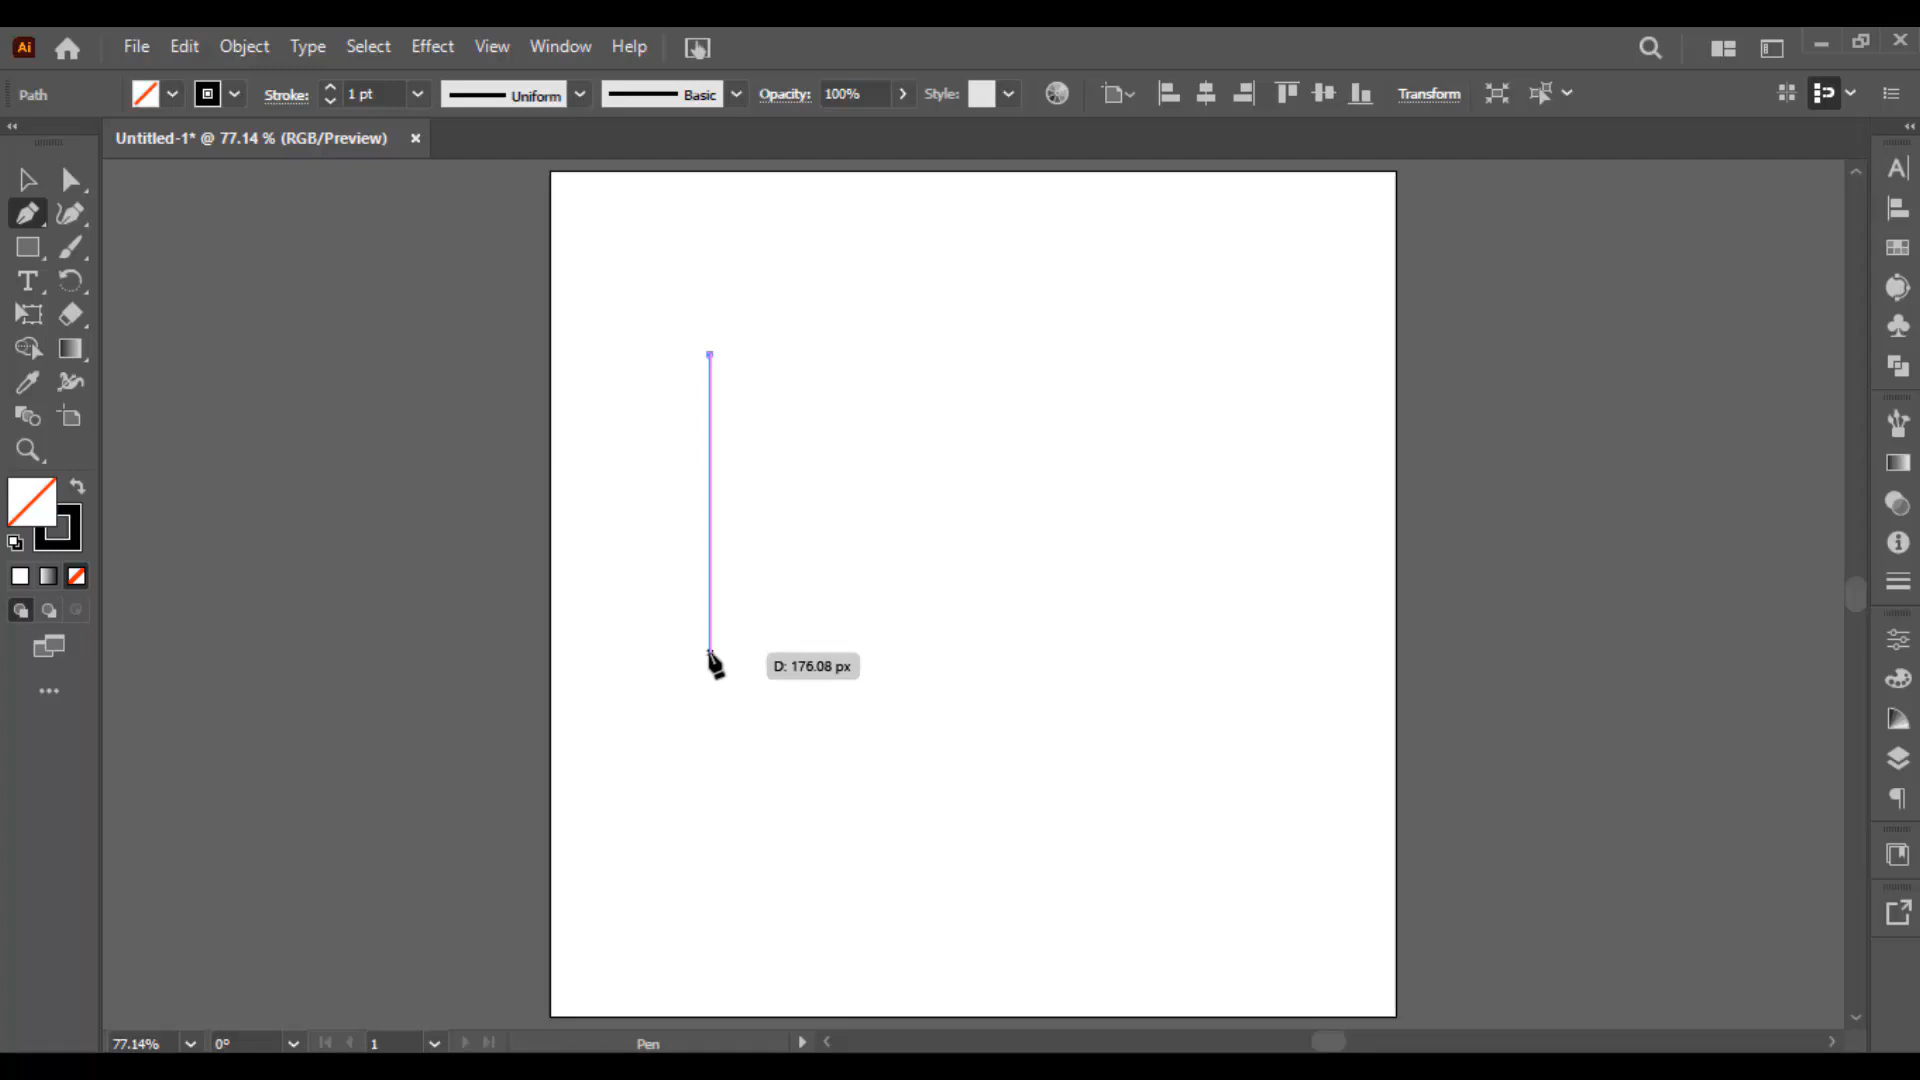 Ai File Edit Object Type Select Effect View Window Help
Path Stroke: 1 pt Uniform Basic Opacity: 100% Style: Transform
Untitled-1* @ 77.14 % (RGB/Preview) ×
D: 176.08 px
77.14% 0° 1 Pen